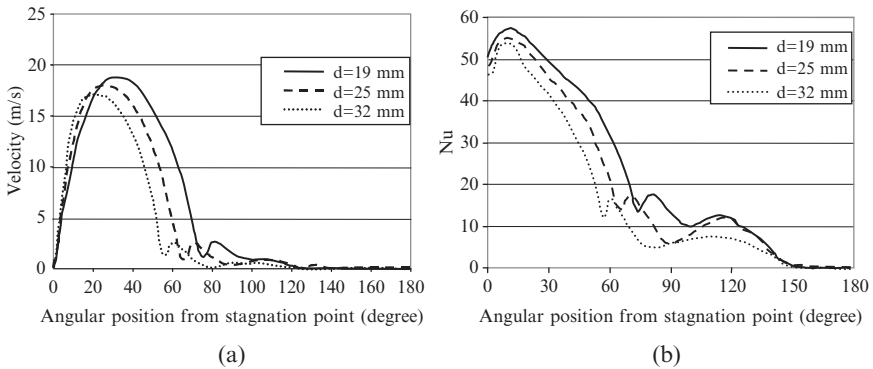 25
20
15
10
5
0
Velocity (m/s)
d=19 mm
d=25 mm
d=32 mm
0 20 40 60 80 100 120 140 160 180
Angular position from stagnation point (degree)
(a)
60
50
40
30
20
10
0
Nu
d=19 mm
d=25 mm
d=32 mm
0 30 60 90 120 150 180
Angular position from stagnation point (degree)
(b)